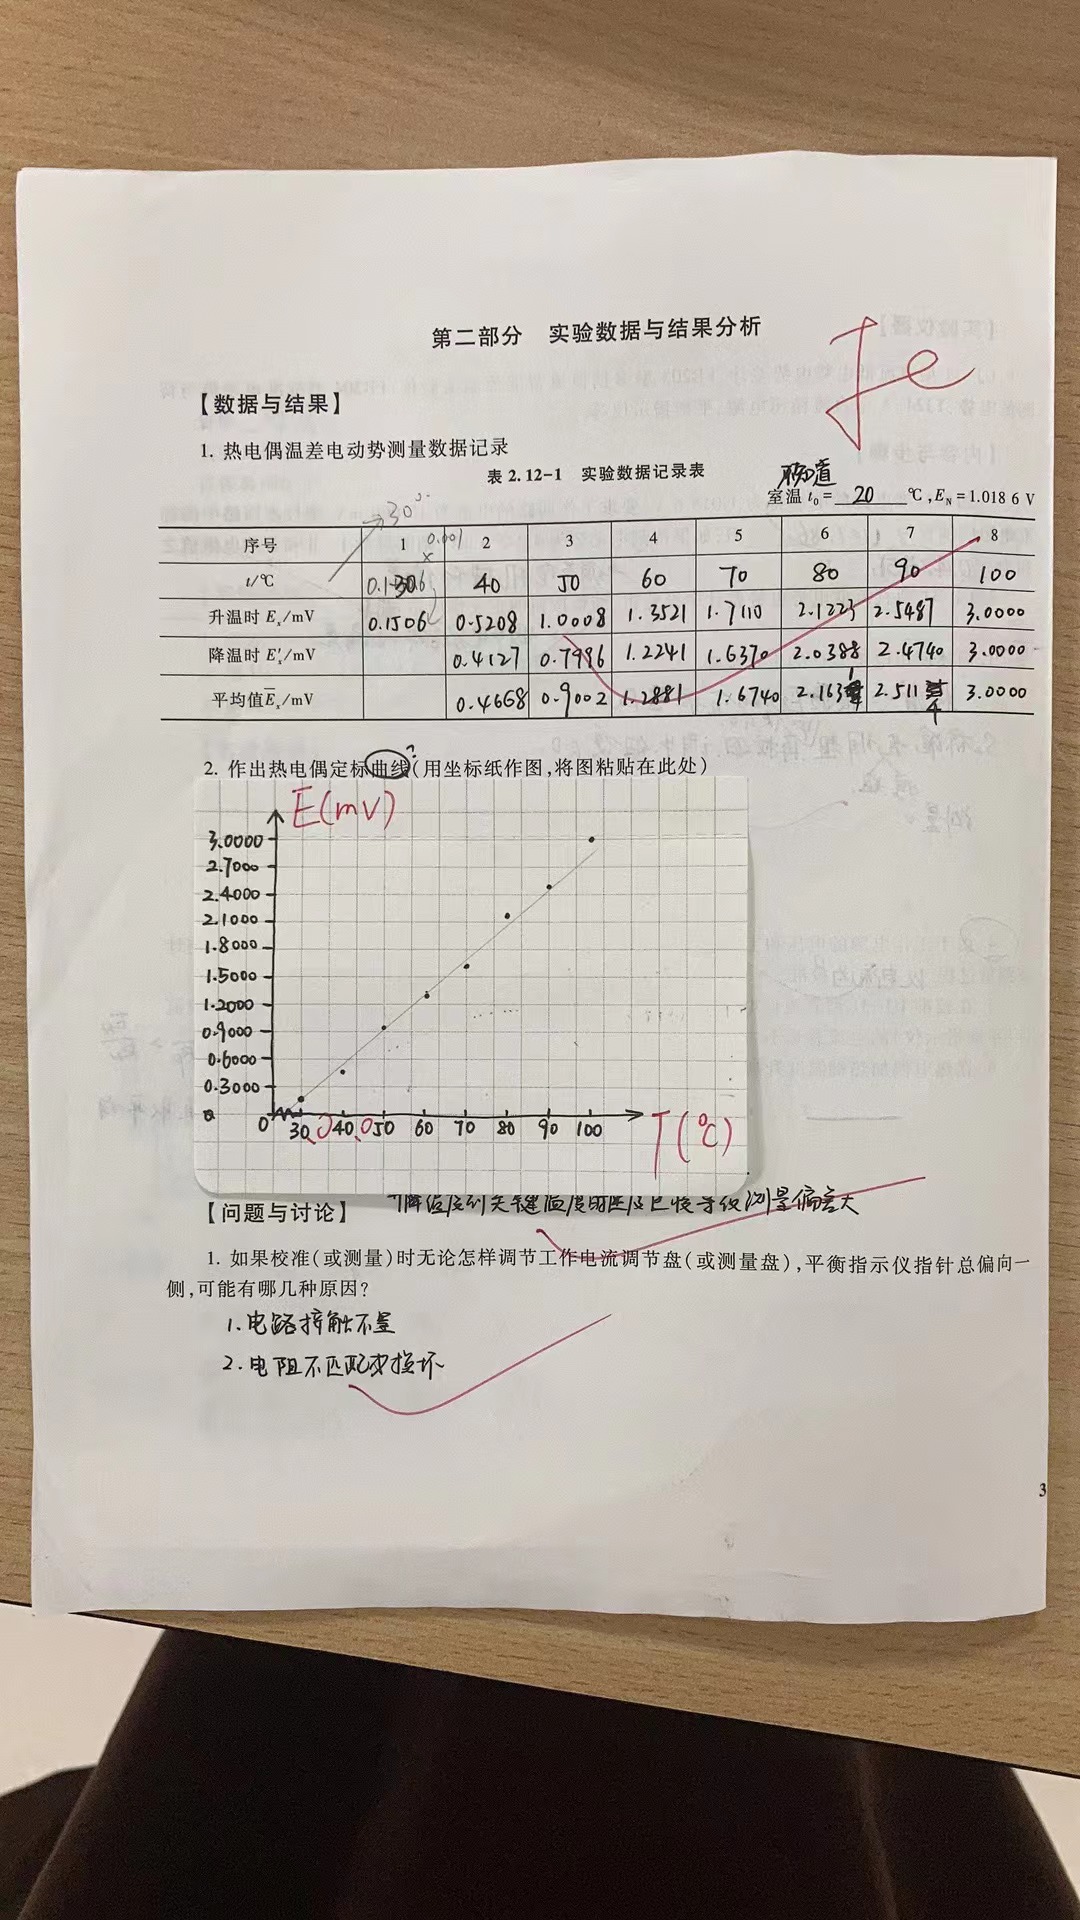 第二部分 实验数据与结果分析
【数据与结果】
1. 热电偶温差电动势测量数据记录
表 2.12-1 实验数据记录表
室温 t₀= 20 ℃,E_N=1.018 6 V
30°
0.001
序号 1 2 3 4 5 6 7 8
t/℃ 30 40 50 60 70 80 90 100
升温时 Eₓ/mV 0.1506 0.5208 1.0008 1.3521 1.7110 2.1223 2.5487 3.0000
降温时 E′ₓ/mV 0.4127 0.7996 1.2241 1.6370 2.0388 2.4740 3.0000
平均值E̅ₓ/mV 0.4668 0.9002 1.2881 1.6740 2.163 2.511 3.0000
2. 作出热电偶定标曲线(用坐标纸作图,将图粘贴在此处)
E(mV)
3.0000
2.7000
2.4000
2.1000
1.8000
1.5000
1.2000
0.9000
0.6000
0.3000
0 30.0 40.0 50 60 70 80 90 100 T(℃)
【问题与讨论】
测量偏差大
1. 如果校准(或测量)时无论怎样调节工作电流调节盘(或测量盘),平衡指示仪指针总偏向一
侧,可能有哪几种原因?
1.电路接触不良
2.电阻不匹配或损坏
3